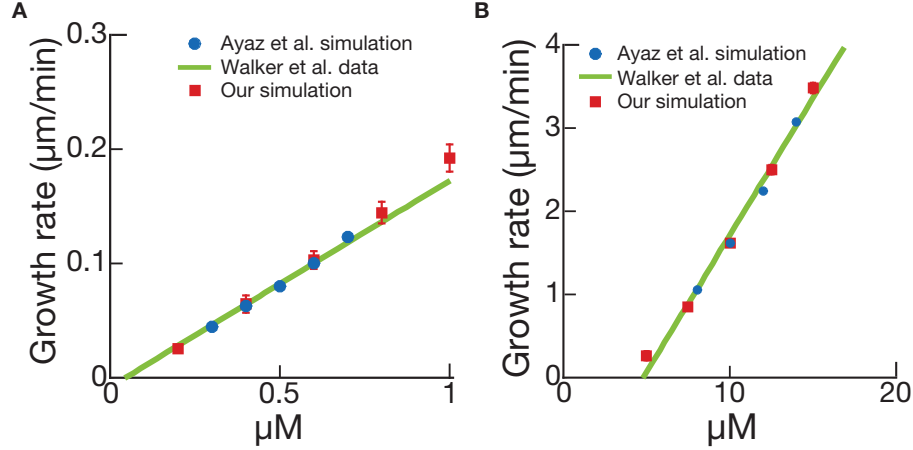 A
Growth rate (µm/min)
0.3
0.2
0.1
0
Ayaz et al. simulation
Walker et al. data
Our simulation
0.5
1
µM
B
Growth rate (µm/min)
4
3
2
1
0
Ayaz et al. simulation
Walker et al. data
Our simulation
0
10
20
µM